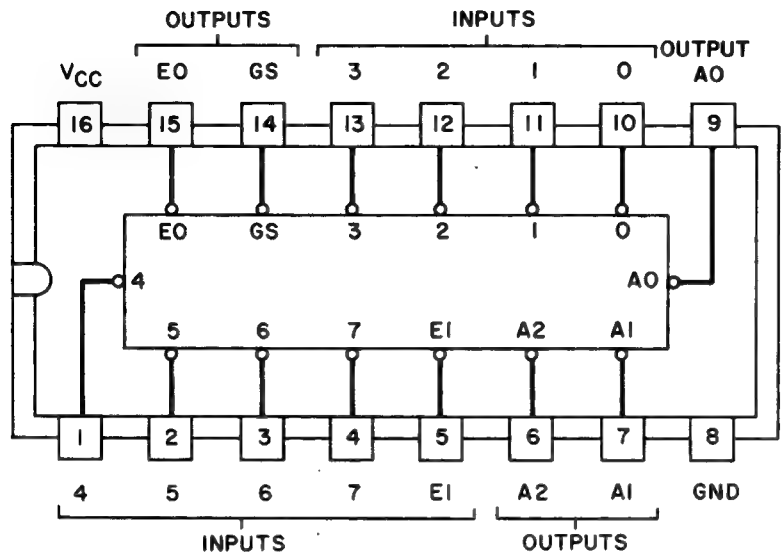 OUTPUTS INPUTS
VCC EO GS 3 2 1 0 OUTPUT AO
16 15 14 13 12 11 10 9
EO GS 3 2 1 0
4 AO
5 6 7 E1 A2 A1
1 2 3 4 5 6 7 8
4 5 6 7 E1 A2 A1 GND
INPUTS OUTPUTS